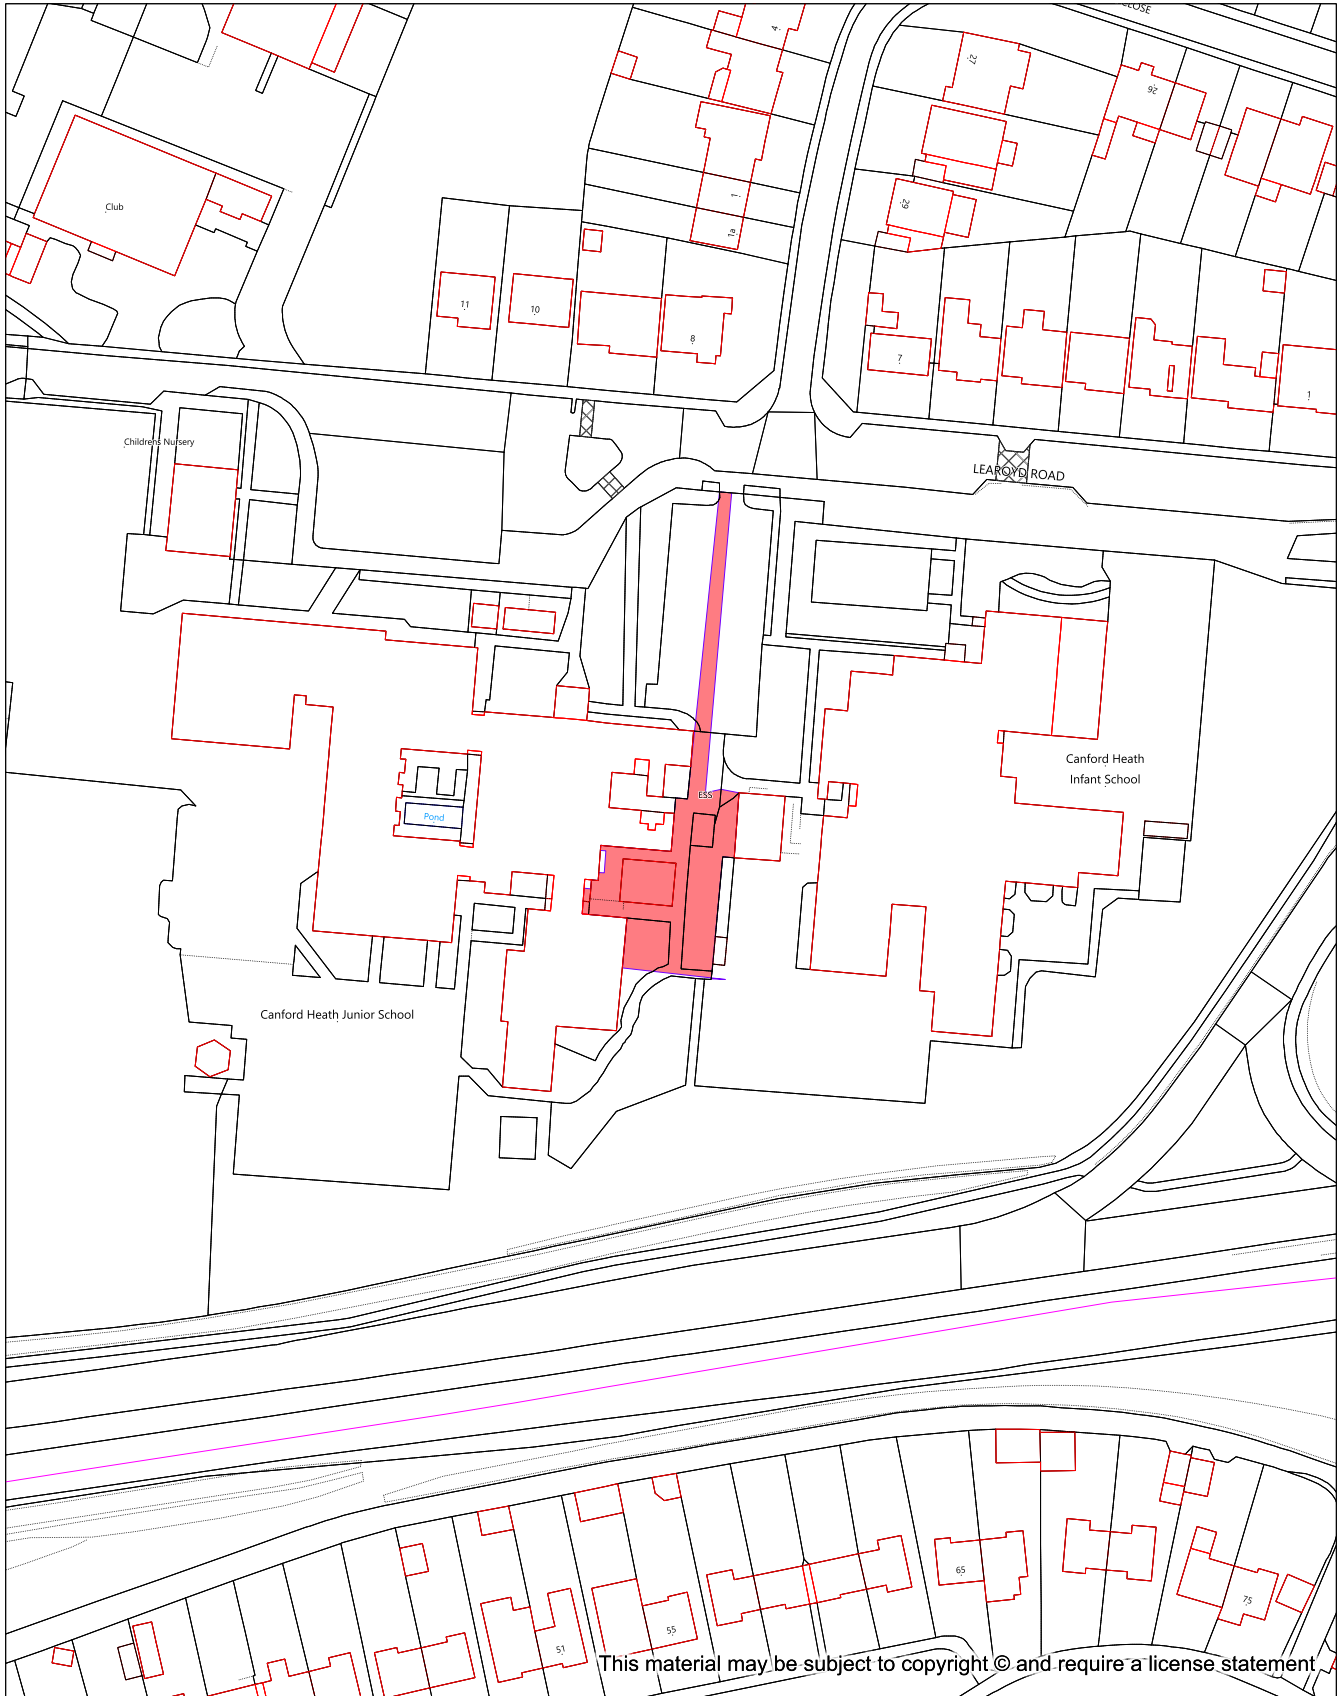 CLOSE
4
27
26
Club
1
29
1a
11
10
8
7
1
Childrens Nursery
LEAROYD ROAD
Canford Heath
Infant School
ESS
Pond
Canford Heath Junior School
65
75
55
51
This material may be subject to copyright © and require a license statement